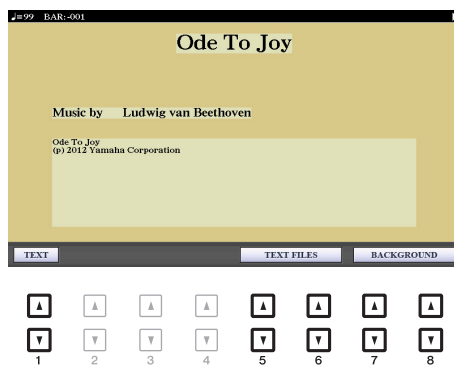 ♩=99 BAR:-001
Ode To Joy
Music by Ludwig van Beethoven
Ode To Joy
(p) 2012 Yamaha Corporation
TEXT TEXT FILES BACKGROUND
1 2 3 4 5 6 7 8